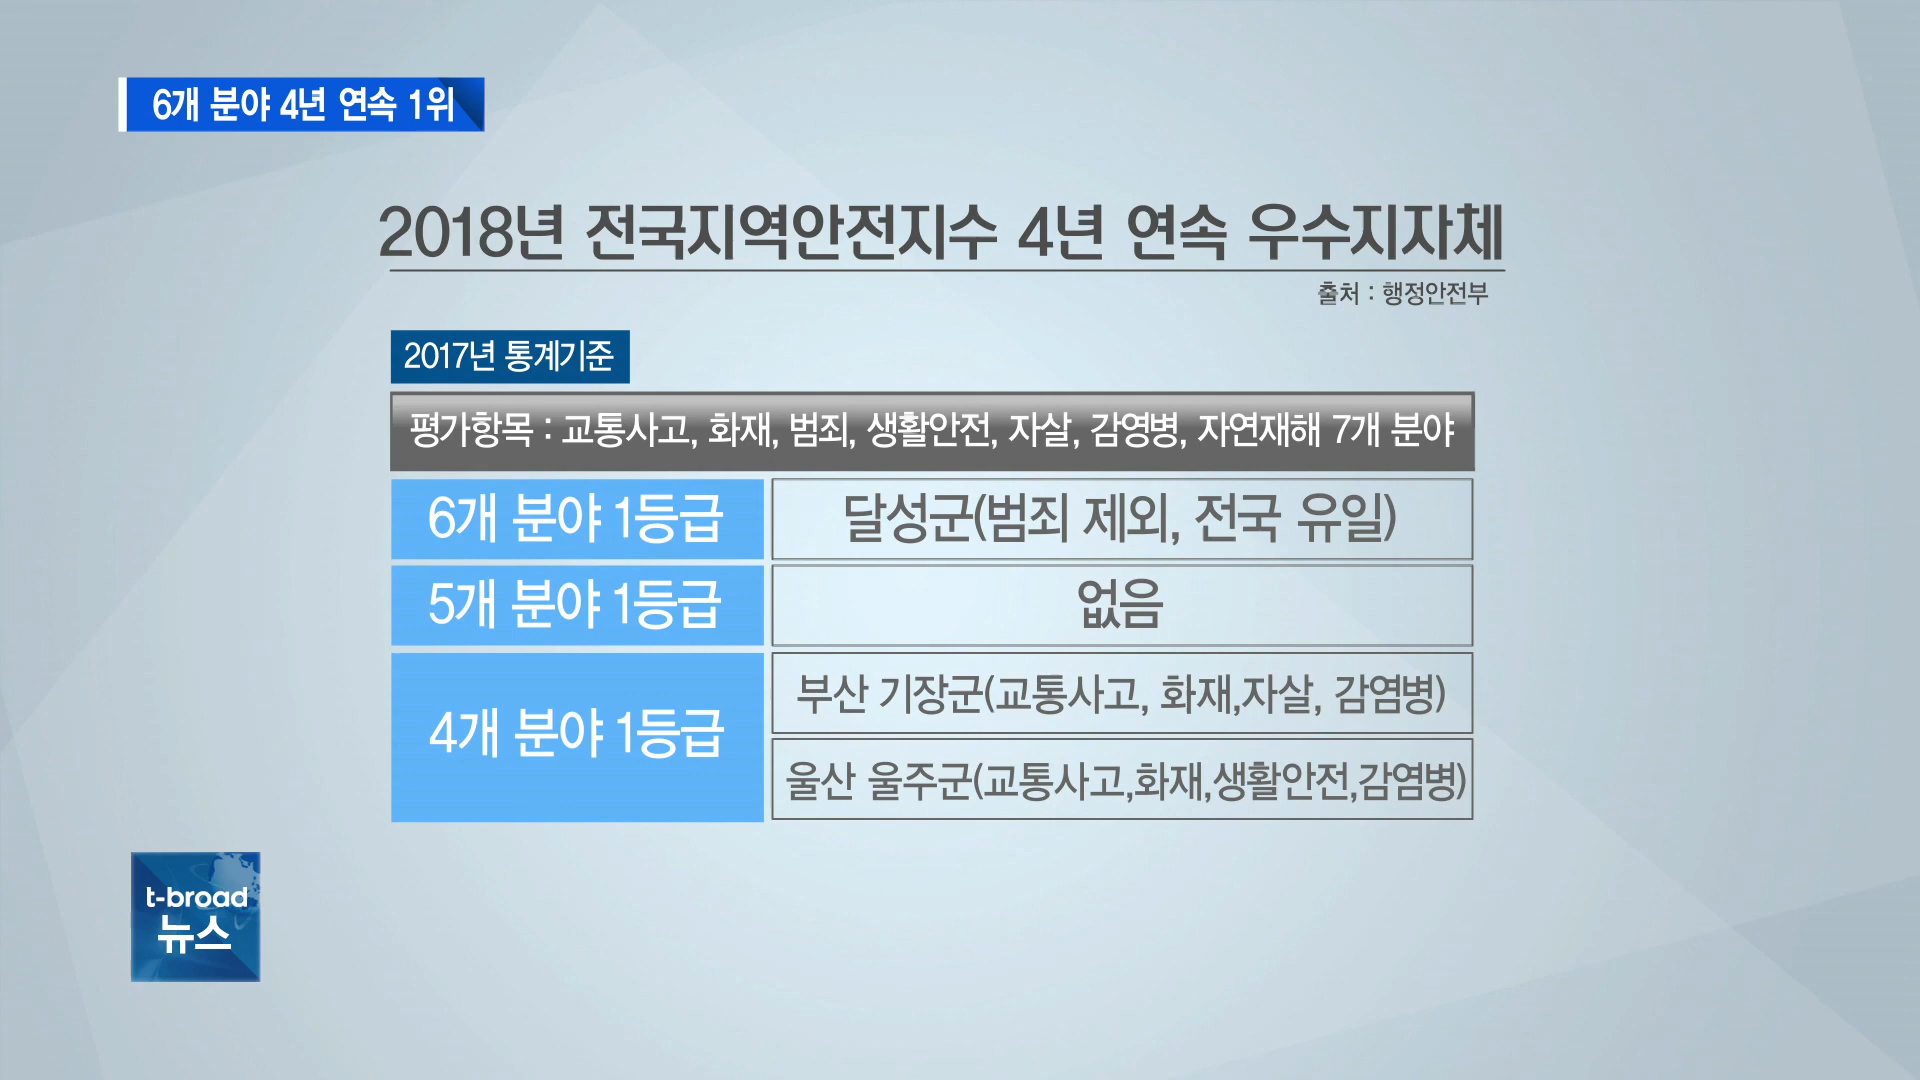 6개 분야 4년 연속 1위
2018년 전국지역안전지수 4년 연속 우수지자체
출처 : 행정안전부
2017년 통계기준
평가항목 : 교통사고, 화재, 범죄, 생활안전, 자살, 감영병, 자연재해 7개 분야
6개 분야 1등급
달성군(범죄 제외, 전국 유일)
5개 분야 1등급
없음
4개 분야 1등급
부산 기장군(교통사고, 화재,자살, 감염병)
울산 울주군(교통사고,화재,생활안전,감염병)
t-broad
뉴스